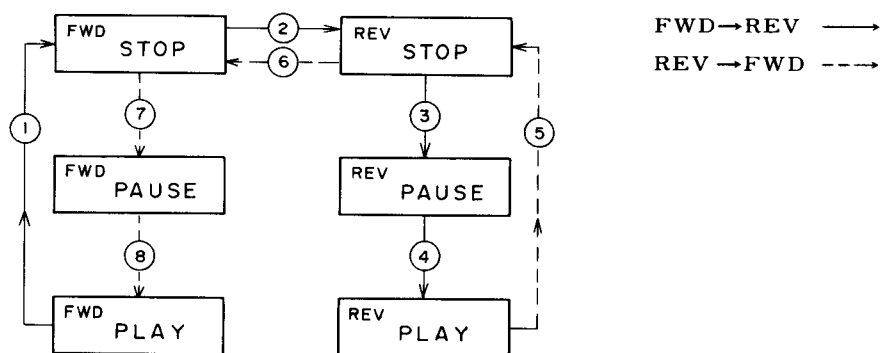 FWD STOP
2
REV STOP
FWD→REV
6
REV→FWD
7
3
1
5
FWD PAUSE
REV PAUSE
8
4
FWD PLAY
REV PLAY